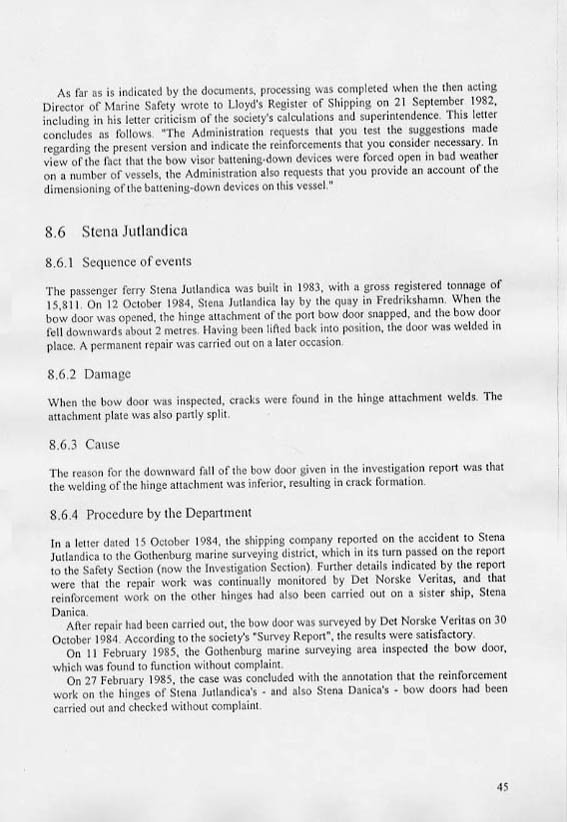 As far as is indicated by the documents, processing was completed when the then acting
Director of Marine Safety wrote to Lloyd's Register of Shipping on 21 September 1982,
including in his letter criticism of the society's calculations and superintendence. This letter
concludes as follows. "The Administration requests that you test the suggestions made
regarding the present version and indicate the reinforcements that you consider necessary. In
view of the fact that the bow visor battening-down devices were forced open in bad weather
on a number of vessels, the Administration also requests that you provide an account of the
dimensioning of the battening-down devices on this vessel."
8.6 Stena Jutlandica
8.6.1 Sequence of events
The passenger ferry Stena Jutlandica was built in 1983, with a gross registered tonnage of
15,811. On 12 October 1984, Stena Jutlandica lay by the quay in Fredrikshamn. When the
bow door was opened, the hinge attachment of the port bow door snapped, and the bow door
fell downwards about 2 metres. Having been lifted back into position, the door was welded in
place. A permanent repair was carried out on a later occasion.
8.6.2 Damage
When the bow door was inspected, cracks were found in the hinge attachment welds. The
attachment plate was also partly split.
8.6.3 Cause
The reason for the downward fall of the bow door given in the investigation report was that
the welding of the hinge attachment was inferior, resulting in crack formation.
8.6.4 Procedure by the Department
In a letter dated 15 October 1984, the shipping company reported on the accident to Stena
Jutlandica to the Gothenburg marine surveying district, which in its turn passed on the report
to the Safety Section (now the Investigation Section). Further details indicated by the report
were that the repair work was continually monitored by Det Norske Veritas, and that
reinforcement work on the other hinges had also been carried out on a sister ship, Stena
Danica.
After repair had been carried out, the bow door was surveyed by Det Norske Veritas on 30
October 1984. According to the society's "Survey Report", the results were satisfactory.
On 11 February 1985, the Gothenburg marine surveying area inspected the bow door,
which was found to function without complaint.
On 27 February 1985, the case was concluded with the annotation that the reinforcement
work on the hinges of Stena Jutlandica's - and also Stena Danica's - bow doors had been
carried out and checked without complaint.
45